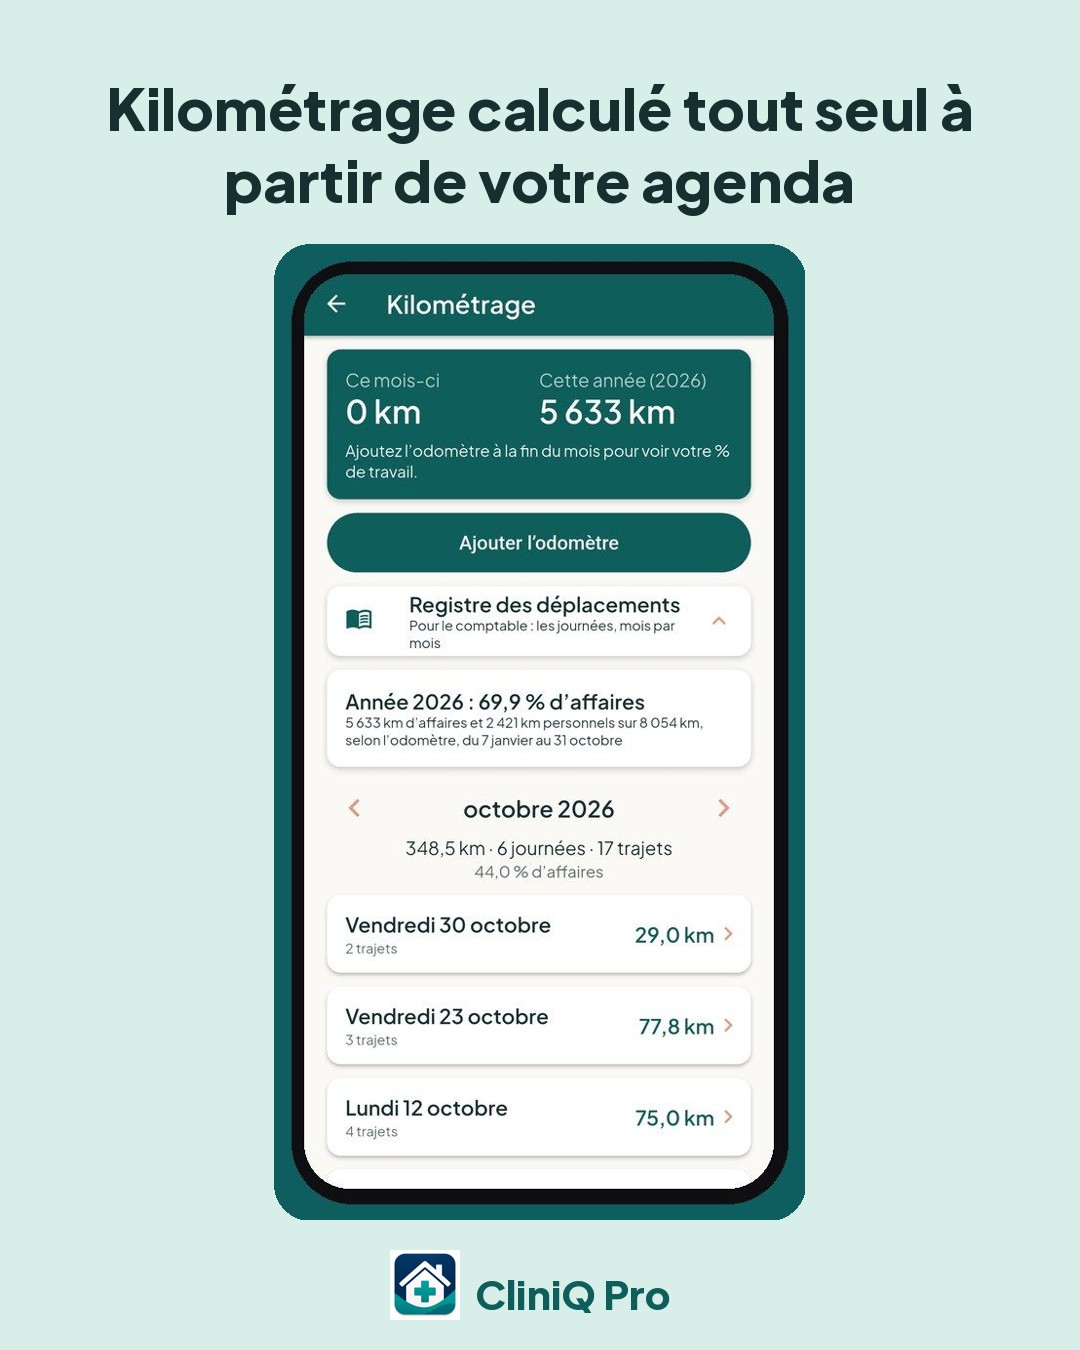 Kilométrage calculé tout seul à
partir de votre agenda
Kilométrage
Ce mois-ci
0 km
Cette année (2026)
5 633 km
Ajoutez l’odomètre à la fin du mois pour voir votre %
de travail.
Ajouter l’odomètre
Registre des déplacements
Pour le comptable : les journées, mois par
mois
Année 2026 : 69,9 % d’affaires
5 633 km d’affaires et 2 421 km personnels sur 8 054 km,
selon l’odomètre, du 7 janvier au 31 octobre
octobre 2026
348,5 km · 6 journées · 17 trajets
44,0 % d’affaires
Vendredi 30 octobre
2 trajets
29,0 km
Vendredi 23 octobre
3 trajets
77,8 km
Lundi 12 octobre
4 trajets
75,0 km
CliniQ Pro